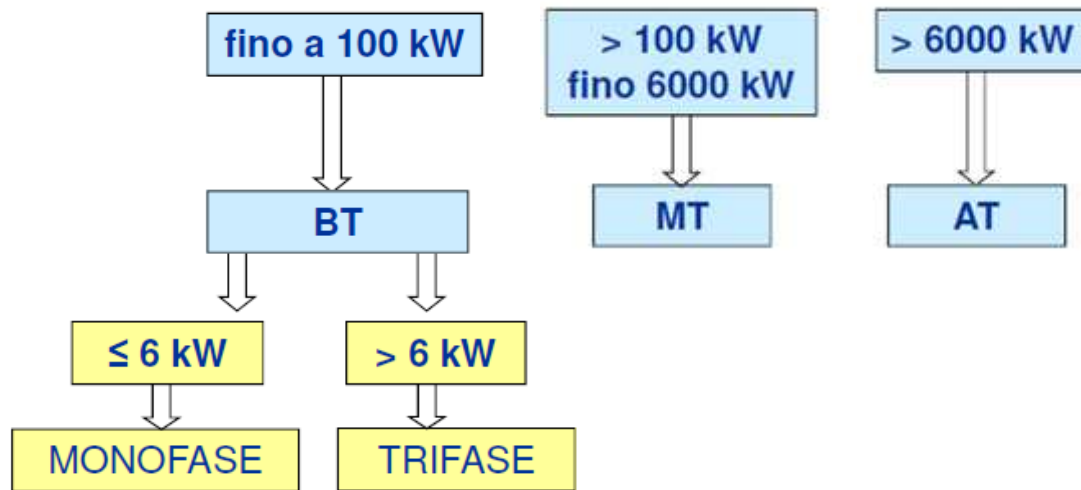 fino a 100 kW
> 100 kW
fino 6000 kW
> 6000 kW
BT
MT
AT
≤ 6 kW
> 6 kW
MONOFASE
TRIFASE